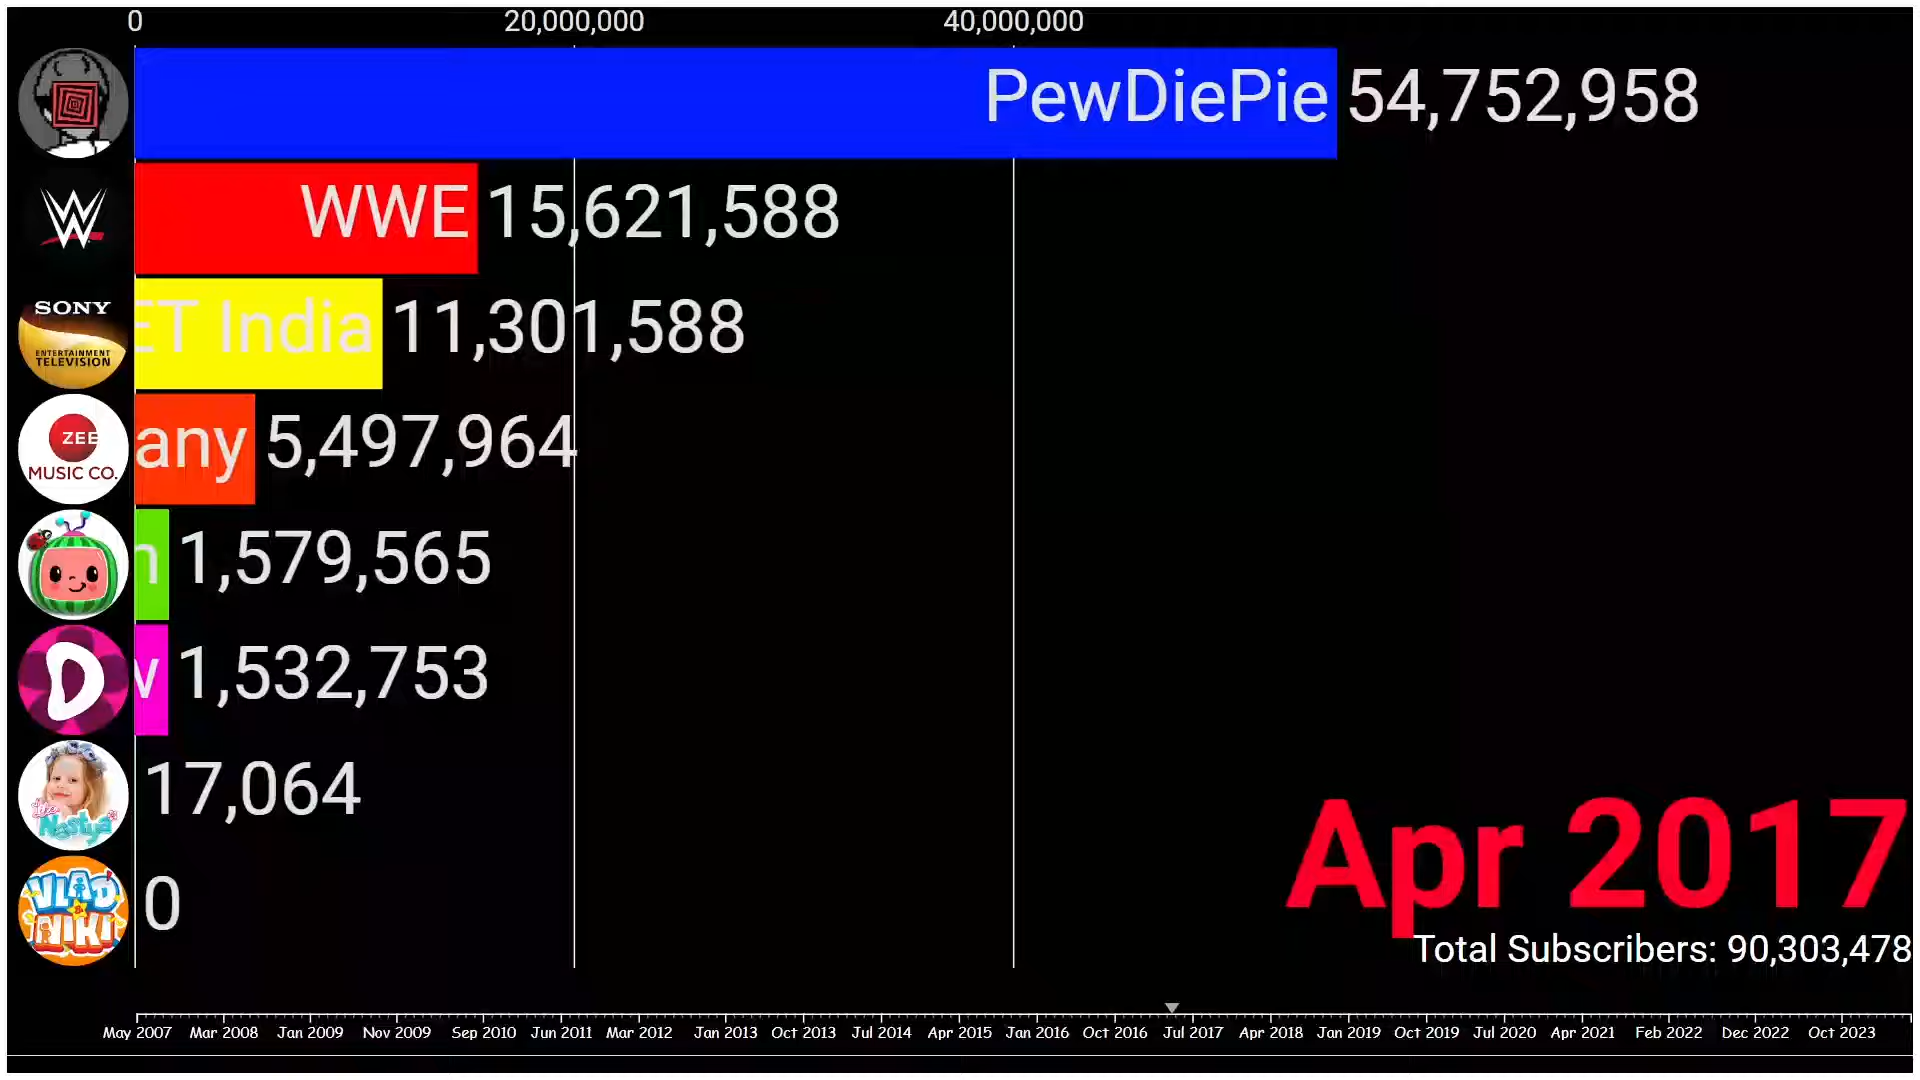 0 20,000,000 40,000,000
PewDiePie 54,752,958
WWE 15,621,588
SONY
ENTERTAINMENT
TELEVISION
ET India 11,301,588
ZEE
MUSIC CO.
any 5,497,964
n 1,579,565
D
w 1,532,753
Like
Nastya
17,064
VLAD
&
NIKI
0
Apr 2017
Total Subscribers: 90,303,478
May 2007 Mar 2008 Jan 2009 Nov 2009 Sep 2010 Jun 2011 Mar 2012 Jan 2013 Oct 2013 Jul 2014 Apr 2015 Jan 2016 Oct 2016 Jul 2017 Apr 2018 Jan 2019 Oct 2019 Jul 2020 Apr 2021 Feb 2022 Dec 2022 Oct 2023